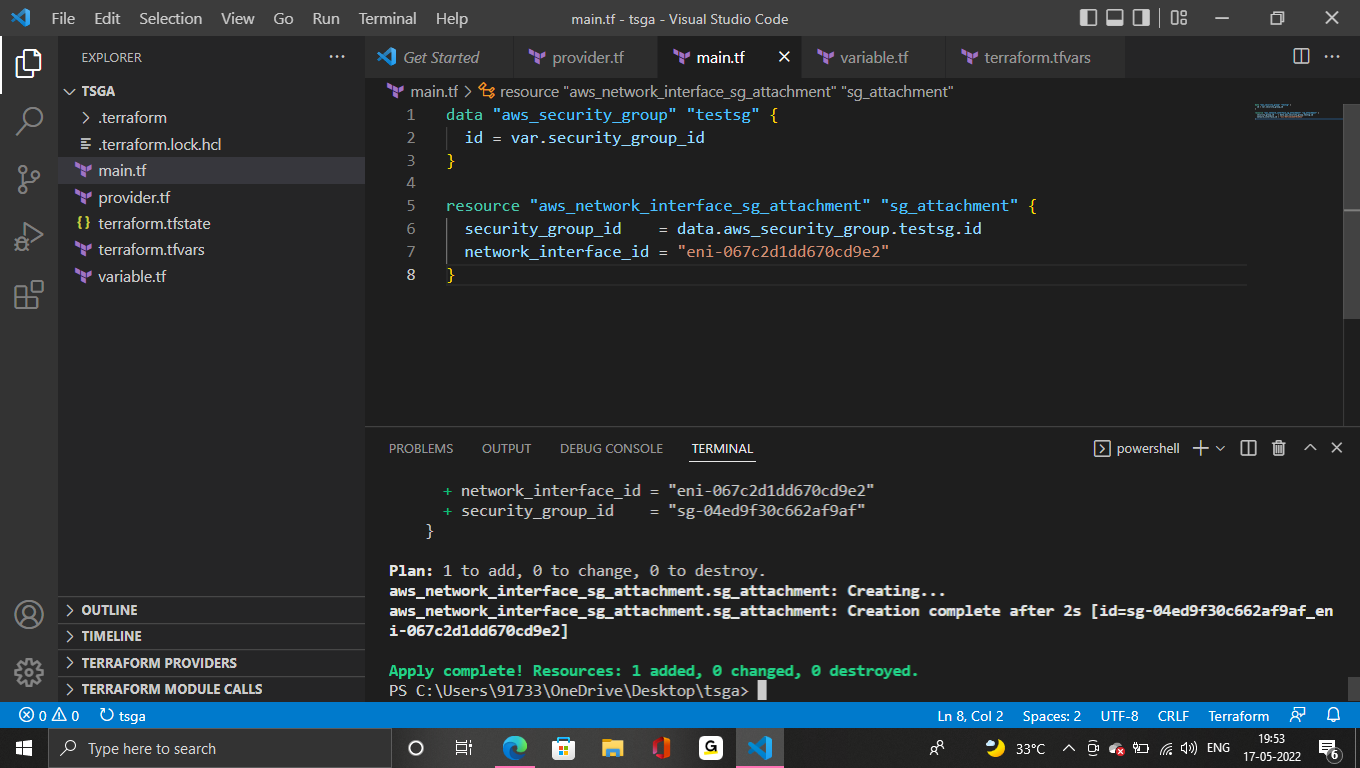 File Edit Selection View Go Run Terminal Help main.tf - tsga - Visual Studio Code
EXPLORER
Get Started provider.tf main.tf variable.tf terraform.tfvars
TSGA
.terraform
.terraform.lock.hcl
main.tf
provider.tf
terraform.tfstate
terraform.tfvars
variable.tf
OUTLINE
TIMELINE
TERRAFORM PROVIDERS
TERRAFORM MODULE CALLS
main.tf > resource "aws_network_interface_sg_attachment" "sg_attachment"
1 data "aws_security_group" "testsg" {
2 id = var.security_group_id
3 }
4
5 resource "aws_network_interface_sg_attachment" "sg_attachment" {
6 security_group_id    = data.aws_security_group.testsg.id
7 network_interface_id = "eni-067c2d1dd670cd9e2"
8 }
PROBLEMS OUTPUT DEBUG CONSOLE TERMINAL powershell
+ network_interface_id = "eni-067c2d1dd670cd9e2"
+ security_group_id    = "sg-04ed9f30c662af9af"
}
Plan: 1 to add, 0 to change, 0 to destroy.
aws_network_interface_sg_attachment.sg_attachment: Creating...
aws_network_interface_sg_attachment.sg_attachment: Creation complete after 2s [id=sg-04ed9f30c662af9af_en
i-067c2d1dd670cd9e2]
Apply complete! Resources: 1 added, 0 changed, 0 destroyed.
PS C:\Users\91733\OneDrive\Desktop\tsga>
0 0 tsga Ln 8, Col 2 Spaces: 2 UTF-8 CRLF Terraform
Type here to search G 33°C ENG 19:53
17-05-2022 6